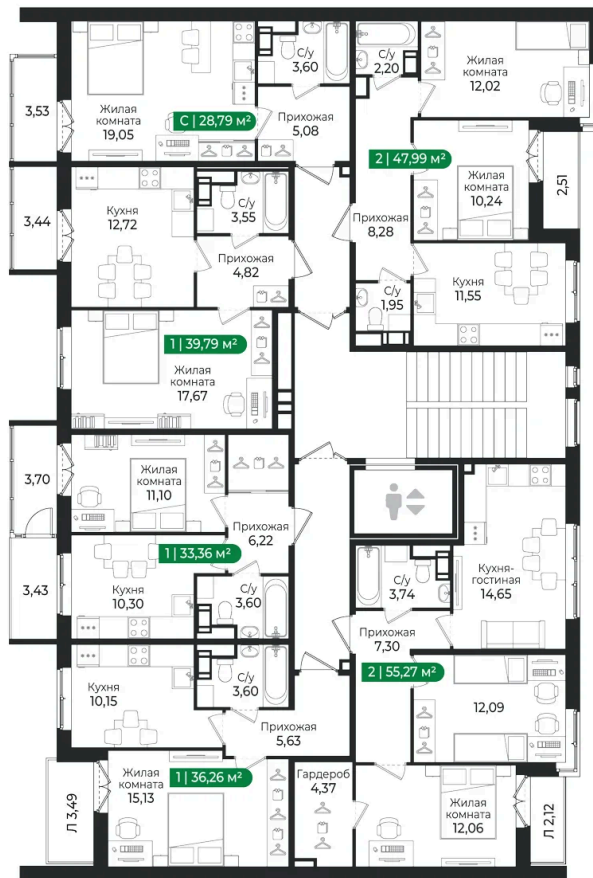 3,53
Жилая
комната
19,05
С | 28,79 м²
С/у
3,60
Прихожая
5,08
С/у
2,20
Жилая
комната
12,02
2 | 47,99 м²
Жилая
комната
10,24
2,51
3,44
Кухня
12,72
С/у
3,55
Прихожая
4,82
Прихожая
8,28
С/у
1,95
Кухня
11,55
1 | 39,79 м²
Жилая
комната
17,67
3,70
Жилая
комната
11,10
Прихожая
6,22
1 | 33,36 м²
3,43
Кухня
10,30
С/у
3,60
С/у
3,74
Кухня-
гостиная
14,65
Прихожая
7,30
2 | 55,27 м²
12,09
Кухня
10,15
С/у
3,60
Прихожая
5,63
1 | 36,26 м²
Л 3,49
Жилая
комната
15,13
Гардероб
4,37
Жилая
комната
12,06
Л 2,12